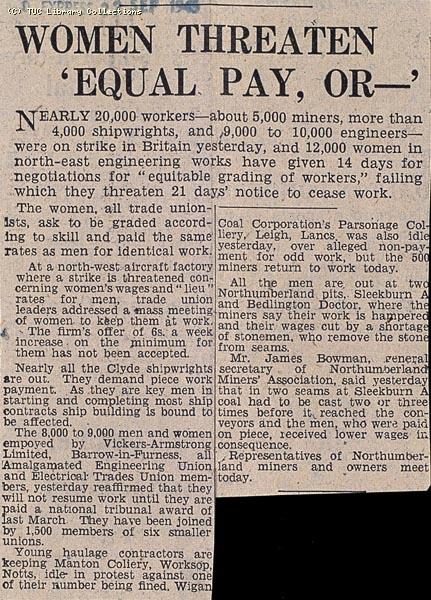 (C) TUC Library Collections
WOMEN THREATEN
'EQUAL PAY, OR—'
NEARLY 20,000 workers—about 5,000 miners, more than
4,000 shipwrights, and 9,000 to 10,000 engineers—
were on strike in Britain yesterday, and 12,000 women in
north-east engineering works have given 14 days for
negotiations for "equitable grading of workers," failing
which they threaten 21 days' notice to cease work.
The women, all trade union-
ists, ask to be graded accord-
ing to skill and paid the same
rates as men for identical work.
At a north-west aircraft factory
where a strike is threatened con-
cerning women's wages and "lieu"
rates for men, trade union
leaders addressed a mass meeting
of women to keep them at work.
The firm's offer of 6s. a week
increase on the minimum for
them has not been accepted.
Nearly all the Clyde shipwrights
are out. They demand piece work
payment. As they are key men in
starting and completing most ship
contracts ship building is bound to
be affected.
The 8,000 to 9,000 men and women
empoyed by Vickers-Armstrong
Limited, Barrow-in-Furness, all
Amalgamated Engineering Union
and Electrical Trades Union mem-
bers, yesterday reaffirmed that they
will not resume work until they are
paid a national tribunal award of
last March. They have been joined
by 1,500 members of six smaller
unions.
Young haulage contractors are
keeping Manton Coliery, Worksop,
Notts, idle in protest against one
of their number being fined. Wigan
Coal Corporation's Parsonage Col-
liery, Leigh, Lancs, was also idle
yesterday, over alleged non-pay-
ment for odd work, but the 500
miners return to work today.
All the men are out at two
Northumberland pits, Sleekburn A
and Bedlington Doctor, where the
miners say their work is hampered
and their wages cut by a shortage
of stonemen, who remove the stone
from seams.
Mr. James Bowman, general
secretary of Northumberland
Miners' Association, said yesterday
that in two seams at Sleekburn A
coal had to be cast two or three
times before it reached the con-
veyors and the men, who were paid
on piece, received lower wages in
consequence.
Representatives of Northumber-
land miners and owners meet
today.